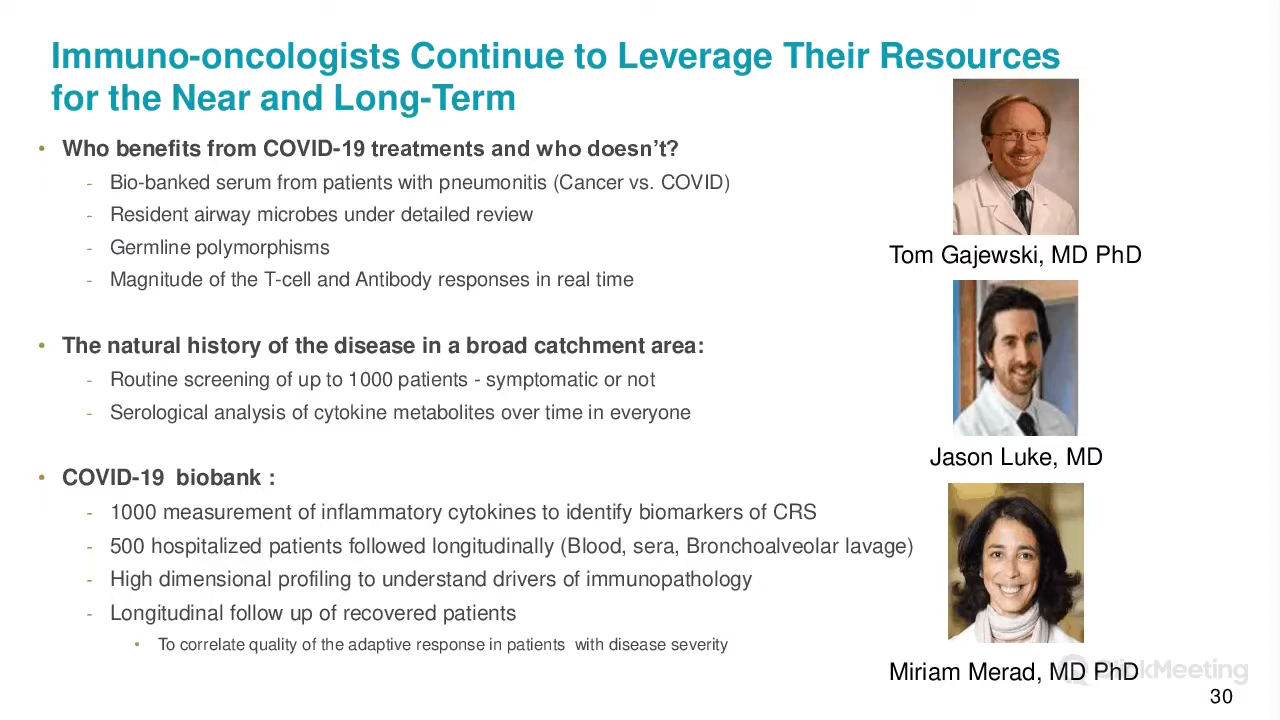 Immuno-oncologists Continue to Leverage Their Resources
for the Near and Long-Term
• Who benefits from COVID-19 treatments and who doesn’t?
- Bio-banked serum from patients with pneumonitis (Cancer vs. COVID)
- Resident airway microbes under detailed review
- Germline polymorphisms
- Magnitude of the T-cell and Antibody responses in real time
Tom Gajewski, MD PhD
• The natural history of the disease in a broad catchment area:
- Routine screening of up to 1000 patients - symptomatic or not
- Serological analysis of cytokine metabolites over time in everyone
Jason Luke, MD
• COVID-19 biobank :
- 1000 measurement of inflammatory cytokines to identify biomarkers of CRS
- 500 hospitalized patients followed longitudinally (Blood, sera, Bronchoalveolar lavage)
- High dimensional profiling to understand drivers of immunopathology
- Longitudinal follow up of recovered patients
• To correlate quality of the adaptive response in patients with disease severity
Miriam Merad, MD PhD
ClickMeeting
30